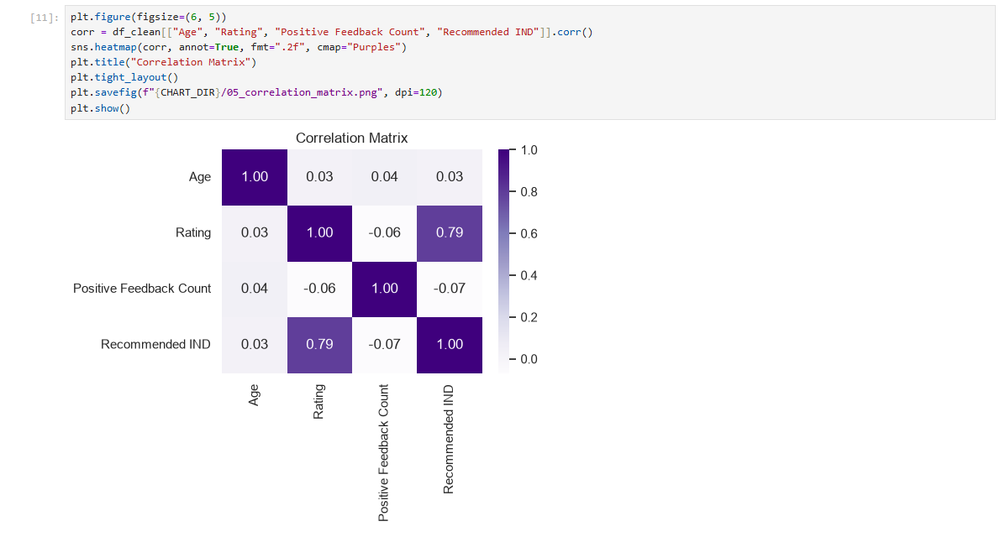 [11]:
plt.figure(figsize=(6, 5))
corr = df_clean[["Age", "Rating", "Positive Feedback Count", "Recommended IND"]].corr()
sns.heatmap(corr, annot=True, fmt=".2f", cmap="Purples")
plt.title("Correlation Matrix")
plt.tight_layout()
plt.savefig(f"{CHART_DIR}/05_correlation_matrix.png", dpi=120)
plt.show()
Correlation Matrix
Age 1.00 0.03 0.04 0.03
Rating 0.03 1.00 -0.06 0.79
Positive Feedback Count 0.04 -0.06 1.00 -0.07
Recommended IND 0.03 0.79 -0.07 1.00
Age
Rating
Positive Feedback Count
Recommended IND
1.0
0.8
0.6
0.4
0.2
0.0